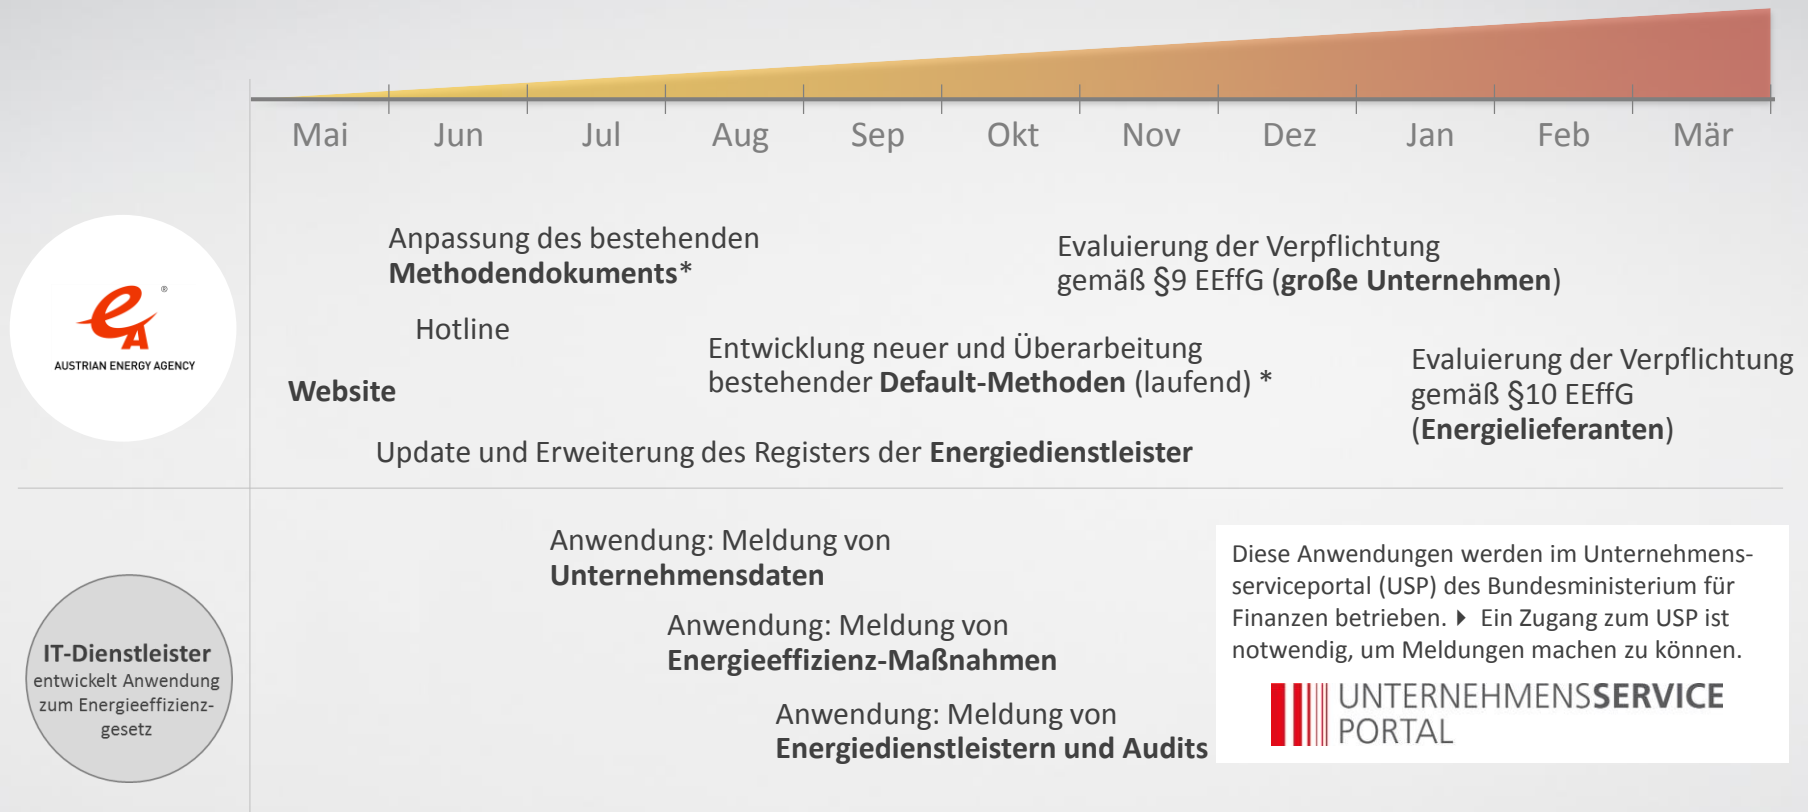 Mai Jun Jul Aug Sep Okt Nov Dez Jan Feb Mär
Anpassung des bestehenden
Methodendokuments*
Evaluierung der Verpflichtung
gemäß §9 EEffG (große Unternehmen)
Hotline
Entwicklung neuer und Überarbeitung
bestehender Default-Methoden (laufend) *
Evaluierung der Verpflichtung
gemäß §10 EEffG
(Energielieferanten)
Website
Update und Erweiterung des Registers der Energiedienstleister
eA ®
AUSTRIAN ENERGY AGENCY
Anwendung: Meldung von
Unternehmensdaten
Anwendung: Meldung von
Energieeffizienz-Maßnahmen
Anwendung: Meldung von
Energiedienstleistern und Audits
IT-Dienstleister
entwickelt Anwendung
zum Energieeffizienz-
gesetz
Diese Anwendungen werden im Unternehmens-
serviceportal (USP) des Bundesministerium für
Finanzen betrieben. ▶ Ein Zugang zum USP ist
notwendig, um Meldungen machen zu können.
UNTERNEHMENSSERVICE
PORTAL